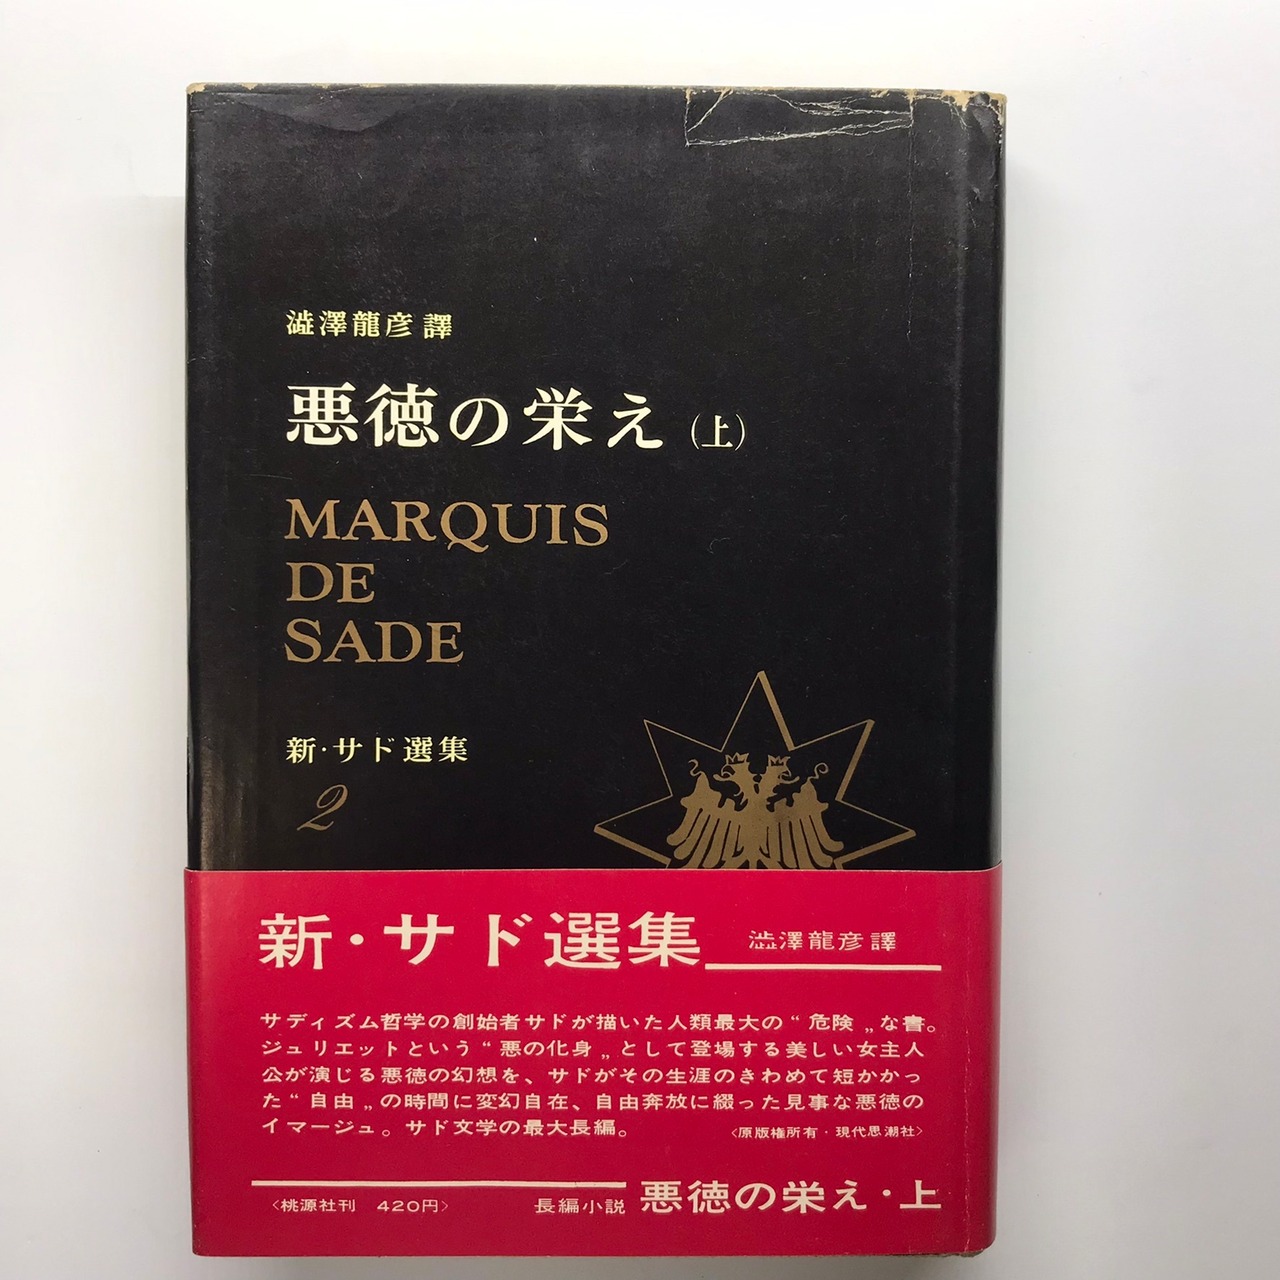 澁澤龍彦 譯
悪徳の栄え (上)
MARQUIS
DE
SADE
新・サド選集
2
新・サド選集 澁澤龍彦譯
サディズム哲学の創始者サドが描いた人類最大の“危険„な書。
ジュリエットという“悪の化身„として登場する美しい女主人
公が演じる悪徳の幻想を、サドがその生涯のきわめて短かかっ
た“自由„の時間に変幻自在、自由奔放に綴った見事な悪徳の
イマージュ。サド文学の最大長編。 〈原版権所有・現代思潮社〉
〈桃源社刊 420円〉 長編小説 悪徳の栄え・上